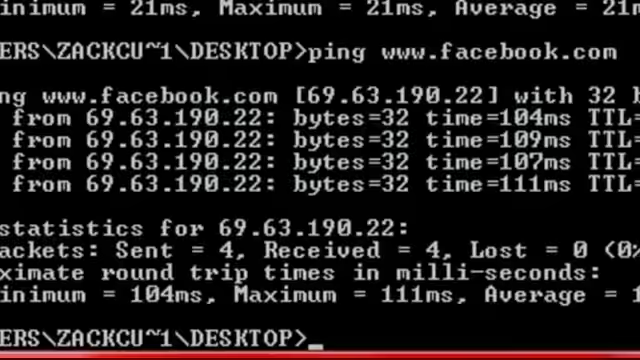 inimum = 21ms, Maximum = 21ms, Average = 21m
ERS\ZACKCU~1\DESKTOP>ping www.facebook.com
ng www.facebook.com [69.63.190.22] with 32 b
from 69.63.190.22: bytes=32 time=104ms TTL=
from 69.63.190.22: bytes=32 time=109ms TTL=
from 69.63.190.22: bytes=32 time=107ms TTL=
from 69.63.190.22: bytes=32 time=111ms TTL=
statistics for 69.63.190.22:
ackets: Sent = 4, Received = 4, Lost = 0 (0%
ximate round trip times in milli-seconds:
inimum = 104ms, Maximum = 111ms, Average = 1
ERS\ZACKCU~1\DESKTOP>_